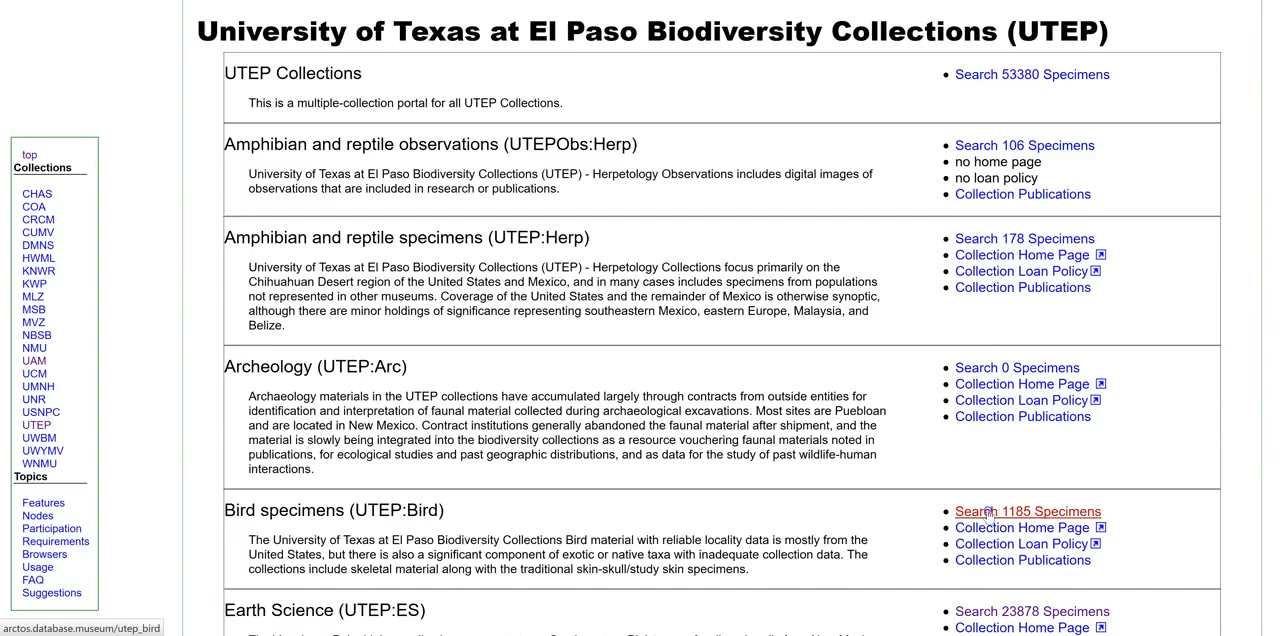 University of Texas at El Paso Biodiversity Collections (UTEP)
UTEP Collections
This is a multiple-collection portal for all UTEP Collections.
Search 53380 Specimens
Amphibian and reptile observations (UTEPObs:Herp)
University of Texas at El Paso Biodiversity Collections (UTEP) - Herpetology Observations includes digital images of
observations that are included in research or publications.
Search 106 Specimens
no home page
no loan policy
Collection Publications
Amphibian and reptile specimens (UTEP:Herp)
University of Texas at El Paso Biodiversity Collections (UTEP) - Herpetology Collections focus primarily on the
Chihuahuan Desert region of the United States and Mexico, and in many cases includes specimens from populations
not represented in other museums. Coverage of the United States and the remainder of Mexico is otherwise synoptic,
although there are minor holdings of significance representing southeastern Mexico, eastern Europe, Malaysia, and
Belize.
Search 178 Specimens
Collection Home Page
Collection Loan Policy
Collection Publications
Archeology (UTEP:Arc)
Archaeology materials in the UTEP collections have accumulated largely through contracts from outside entities for
identification and interpretation of faunal material collected during archaeological excavations. Most sites are Puebloan
and are located in New Mexico. Contract institutions generally abandoned the faunal material after shipment, and the
material is slowly being integrated into the biodiversity collections as a resource vouchering faunal materials noted in
publications, for ecological studies and past geographic distributions, and as data for the study of past wildlife-human
interactions.
Search 0 Specimens
Collection Home Page
Collection Loan Policy
Collection Publications
Bird specimens (UTEP:Bird)
The University of Texas at El Paso Biodiversity Collections Bird material with reliable locality data is mostly from the
United States, but there is also a significant component of exotic or native taxa with inadequate collection data. The
collections include skeletal material along with the traditional skin-skull/study skin specimens.
Search 1185 Specimens
Collection Home Page
Collection Loan Policy
Collection Publications
Earth Science (UTEP:ES)
Search 23878 Specimens
Collection Home Page
top
Collections
CHAS
COA
CRCM
CUMV
DMNS
HWML
KNWR
KWP
MLZ
MSB
MVZ
NBSB
NMU
UAM
UCM
UMNH
UNR
USNPC
UTEP
UWBM
UWYMV
WNMU
Topics
Features
Nodes
Participation
Requirements
Browsers
Usage
FAQ
Suggestions
arctos.database.museum/utep_bird